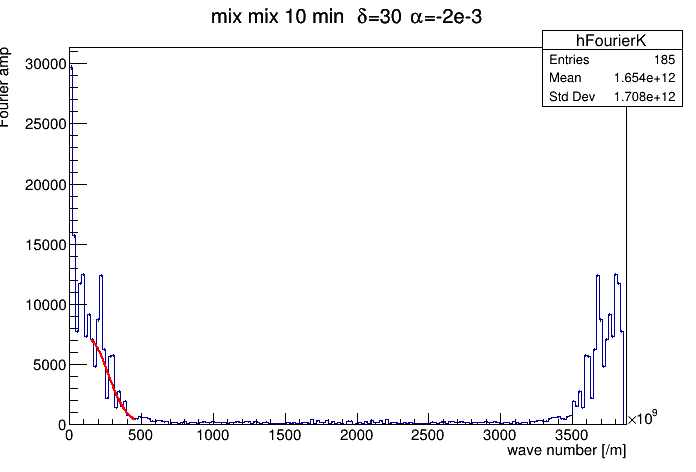 mix mix 10 min δ=30 α=-2e-3
hFourierK
Entries 185
Mean 1.654e+12
Std Dev 1.708e+12
Fourier amp
30000
25000
20000
15000
10000
5000
0
0 500 1000 1500 2000 2500 3000 3500
×10⁹
wave number [/m]